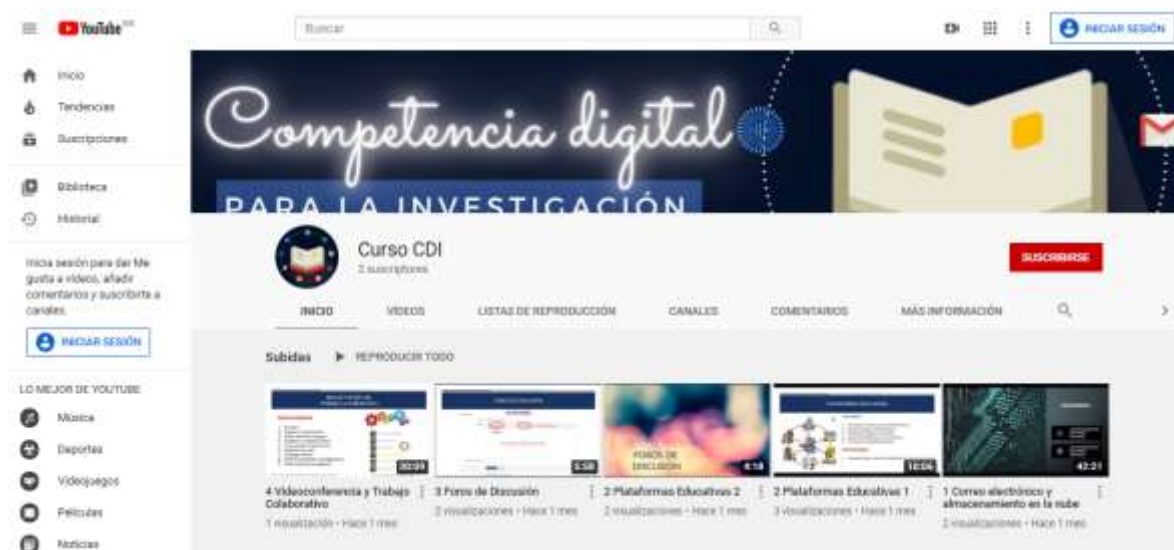 YouTube
Buscar
INICIAR SESIÓN
Inicio
Tendencias
Suscripciones
Biblioteca
Historial
Inicia sesión para dar Me
gusta a vídeos, añadir
comentarios y suscribirte a
canales.
INICIAR SESIÓN
LO MEJOR DE YOUTUBE
Música
Deportes
Videojuegos
Películas
Noticias
Competencia digital
PARA LA INVESTIGACIÓN
Curso CDI
2 suscriptores
SUSCRIBIRSE
INICIO
VÍDEOS
LISTAS DE REPRODUCCIÓN
CANALES
COMENTARIOS
MÁS INFORMACIÓN
Subidas
REPRODUCIR TODO
30:09
4 Videoconferencia y Trabajo
Colaborativo
1 visualización • Hace 1 mes
5:58
3 Foros de Discusión
2 visualizaciones • Hace 1 mes
FOROS DE
DISCUSIÓN
4:18
2 Plataformas Educativas 2
2 visualizaciones • Hace 1 mes
2 Plataformas Educativas 1
3 visualizaciones • Hace 1 mes
42:21
1 Correo electrónico y
almacenamiento en la nube
2 visualizaciones • Hace 1 mes